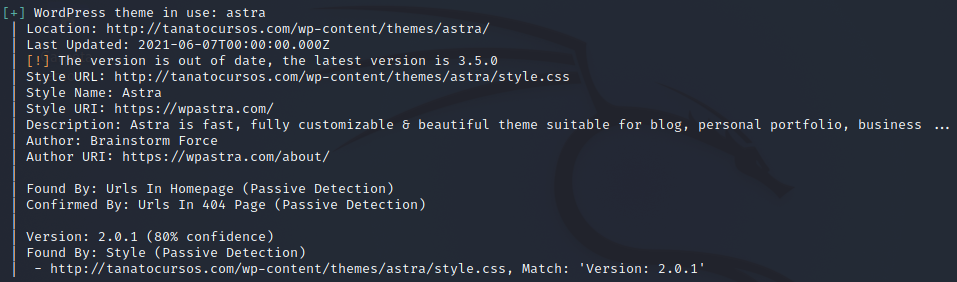 [+] WordPress theme in use: astra
| Location: http://tanatocursos.com/wp-content/themes/astra/
| Last Updated: 2021-06-07T00:00:00.000Z
| [!] The version is out of date, the latest version is 3.5.0
| Style URL: http://tanatocursos.com/wp-content/themes/astra/style.css
| Style Name: Astra
| Style URI: https://wpastra.com/
| Description: Astra is fast, fully customizable & beautiful theme suitable for blog, personal portfolio, business ...
| Author: Brainstorm Force
| Author URI: https://wpastra.com/about/
|
| Found By: Urls In Homepage (Passive Detection)
| Confirmed By: Urls In 404 Page (Passive Detection)
|
| Version: 2.0.1 (80% confidence)
| Found By: Style (Passive Detection)
|  - http://tanatocursos.com/wp-content/themes/astra/style.css, Match: 'Version: 2.0.1'